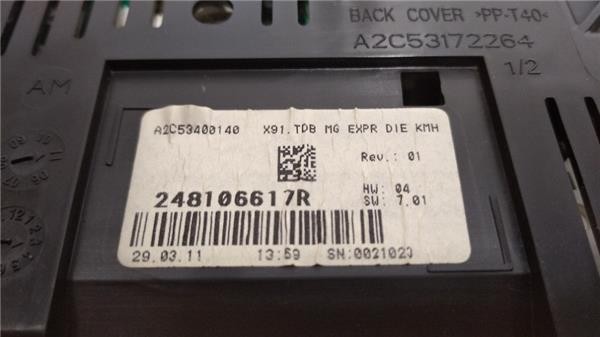 BACK COVER >PP-T40<
A2C53172264
1/2
AM
A2C53400140 X91.TDB MG EXPR DIE KMH
Rev.: 01
HW: 04
248106617R SW: 7.01
29.03.11 13:59 SN:0021023